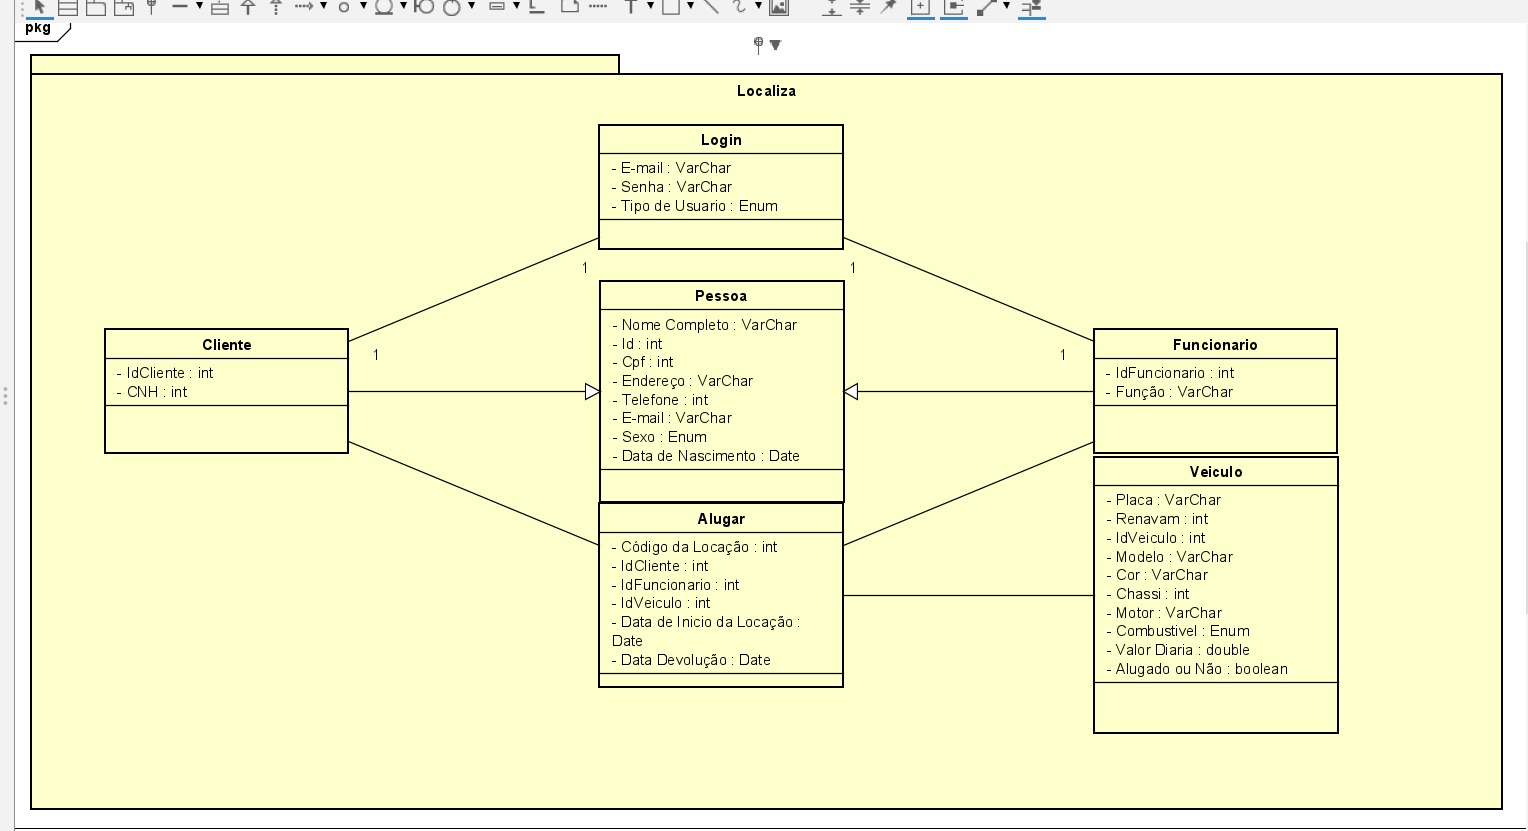 pkg
Localiza
Login
- E-mail : VarChar
- Senha : VarChar
- Tipo de Usuario : Enum
1
1
Pessoa
- Nome Completo : VarChar
- Id : int
- Cpf : int
- Endereço : VarChar
- Telefone : int
- E-mail : VarChar
- Sexo : Enum
- Data de Nascimento : Date
Cliente
- IdCliente : int
- CNH : int
1
1
Funcionario
- IdFuncionario : int
- Função : VarChar
Alugar
- Código da Locação : int
- IdCliente : int
- IdFuncionario : int
- IdVeiculo : int
- Data de Inicio da Locação :
Date
- Data Devolução : Date
Veiculo
- Placa : VarChar
- Renavam : int
- IdVeiculo : int
- Modelo : VarChar
- Cor : VarChar
- Chassi : int
- Motor : VarChar
- Combustivel : Enum
- Valor Diaria : double
- Alugado ou Não : boolean